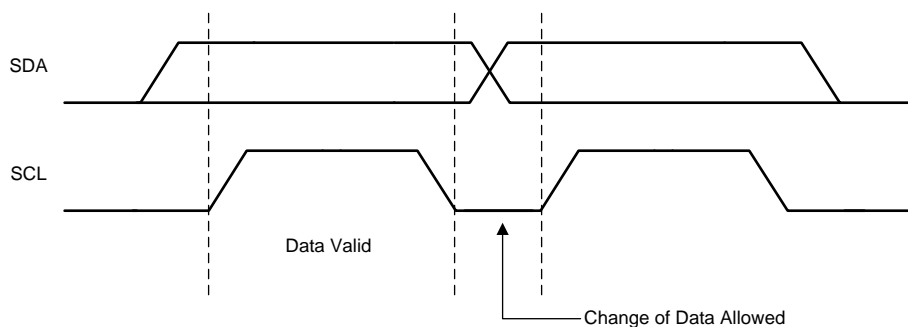 SDA
SCL
Data Valid
Change of Data Allowed